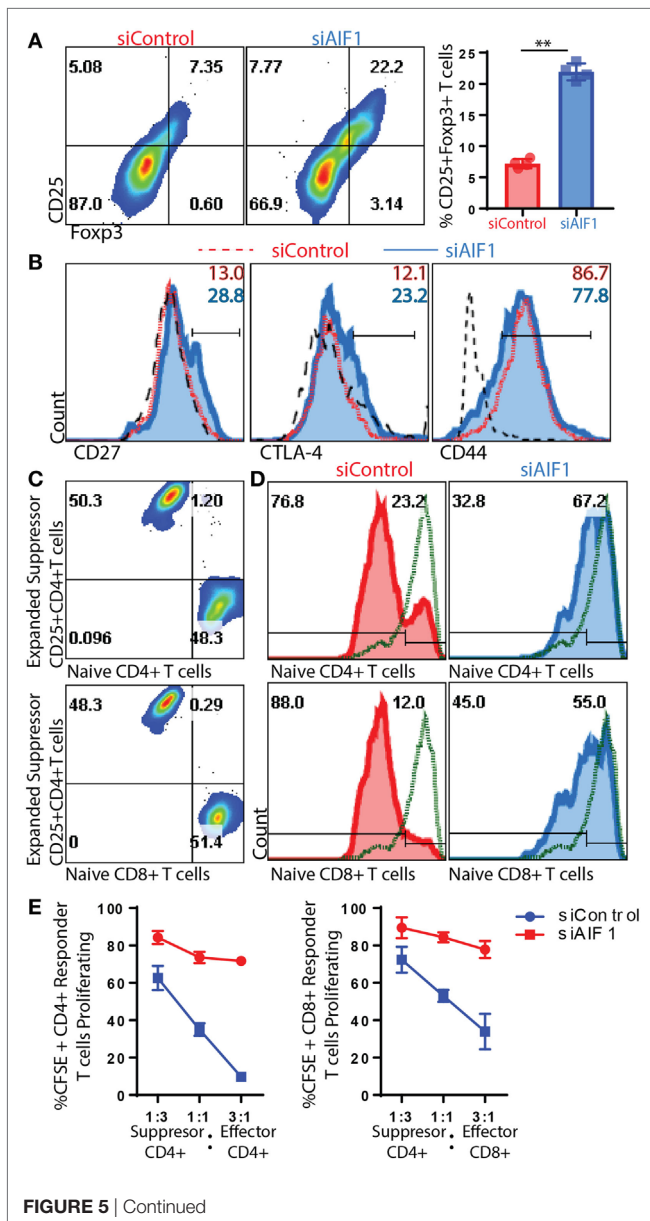 A
siControl
siAIF1
5.08
7.35
7.77
22.2
87.0
0.60
66.9
3.14
CD25
Foxp3
% CD25+Foxp3+ T cells
25
20
15
10
5
0
**
siControl
siAIF1
B
siControl
siAIF1
13.0
28.8
12.1
23.2
86.7
77.8
Count
CD27
CTLA-4
CD44
C
50.3
1.20
0.096
48.3
Expanded Suppressor
CD25+CD4+T cells
Naive CD4+ T cells
48.3
0.29
0
51.4
Expanded Suppressor
CD25+CD4+T cells
Naive CD8+ T cells
D
siControl
siAIF1
76.8
23.2
32.8
67.2
Naive CD4+ T cells
Naive CD4+ T cells
88.0
12.0
45.0
55.0
Count
Naive CD8+ T cells
Naive CD8+ T cells
E
%CFSE + CD4+ Responder
T cells Proliferating
100
80
60
40
20
0
1:3
1:1
3:1
Suppresor : Effector
CD4+ CD4+
%CFSE + CD8+ Responder
T cells Proliferating
100
80
60
40
20
0
1:3
1:1
3:1
Suppresor : Effector
CD4+ CD8+
siControl
siAIF 1
FIGURE 5 | Continued